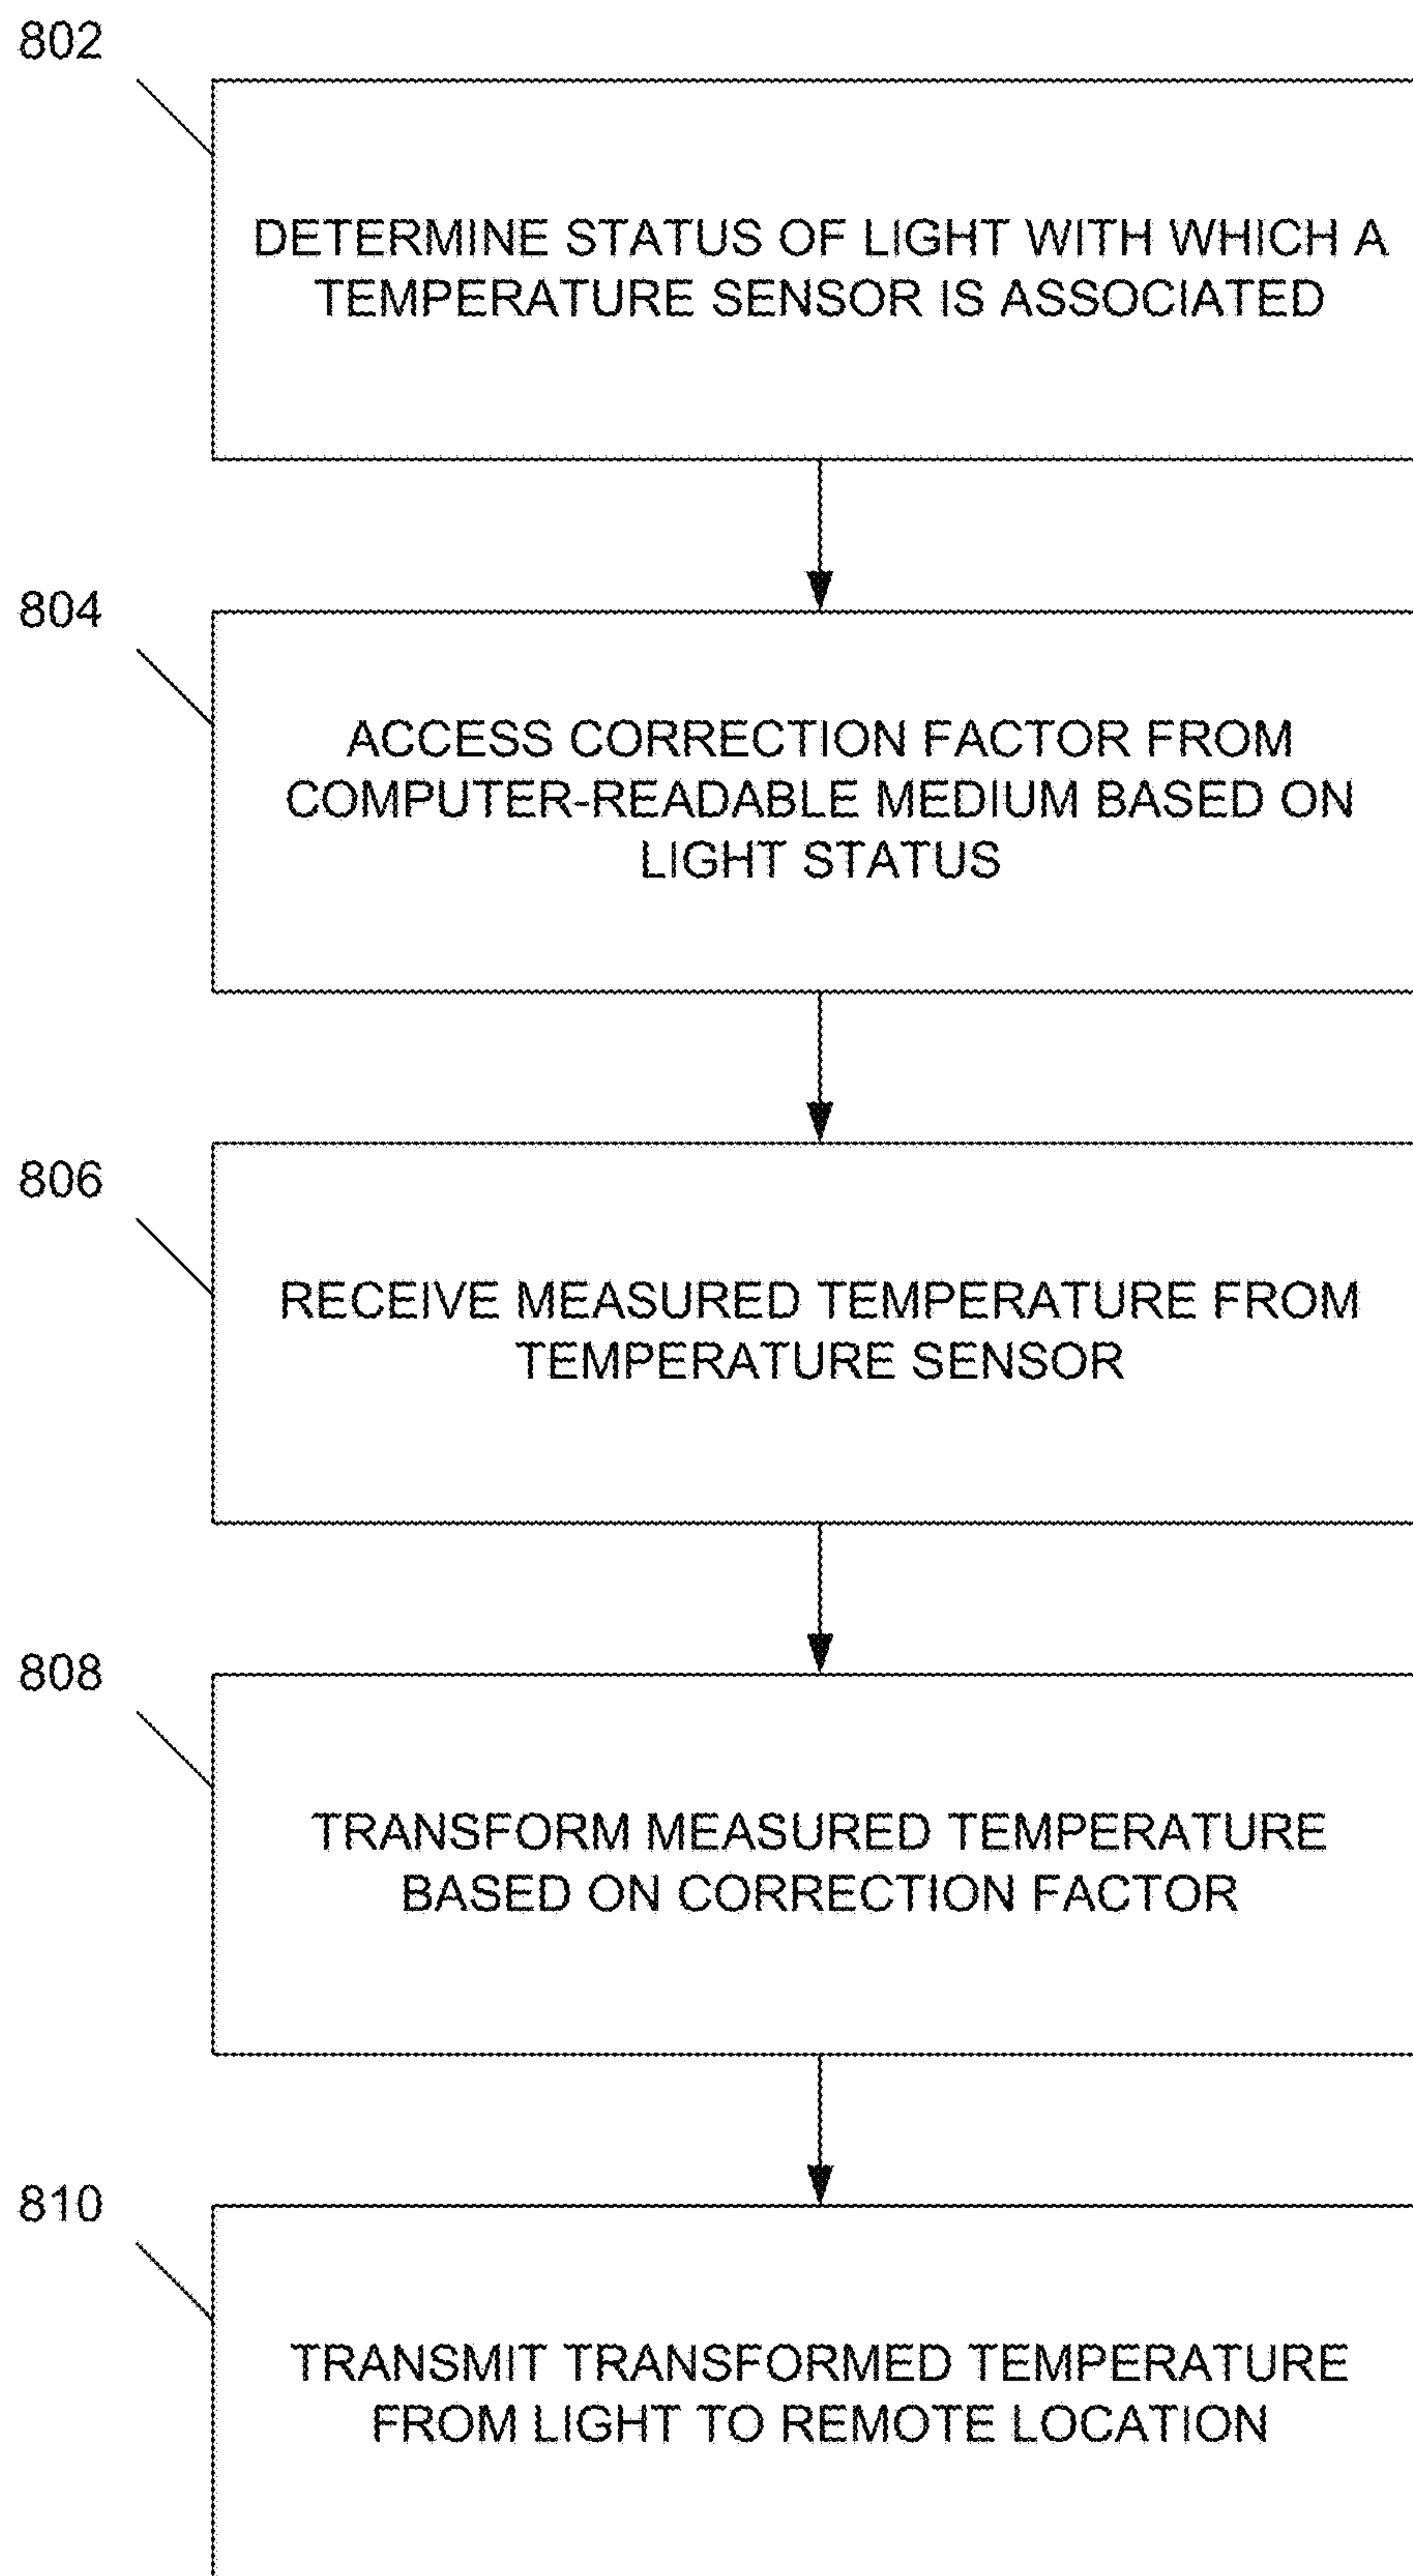 802
DETERMINE STATUS OF LIGHT WITH WHICH A
TEMPERATURE SENSOR IS ASSOCIATED
804
ACCESS CORRECTION FACTOR FROM
COMPUTER-READABLE MEDIUM BASED ON
LIGHT STATUS
806
RECEIVE MEASURED TEMPERATURE FROM
TEMPERATURE SENSOR
808
TRANSFORM MEASURED TEMPERATURE
BASED ON CORRECTION FACTOR
810
TRANSMIT TRANSFORMED TEMPERATURE
FROM LIGHT TO REMOTE LOCATION